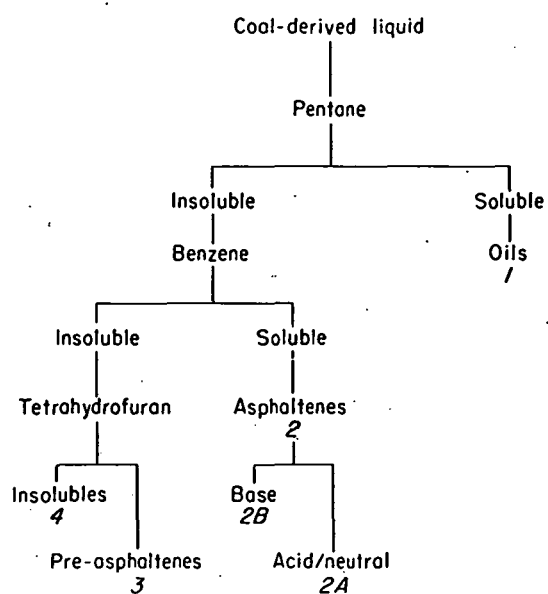 Coal-derived liquid
Pentane
Insoluble Soluble
Benzene Oils
1
Insoluble Soluble
Tetrahydrofuran Asphaltenes
2
Insolubles Base
4 2B
Pre-asphaltenes Acid/neutral
3 2A